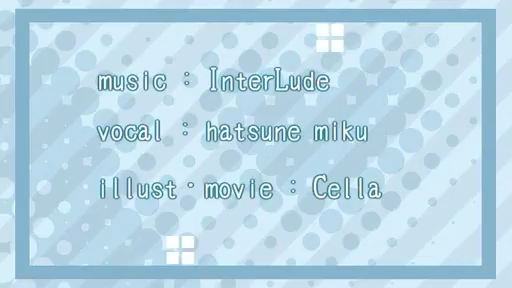 music : InterLude
vocal : hatsune miku
illust・movie : Cella